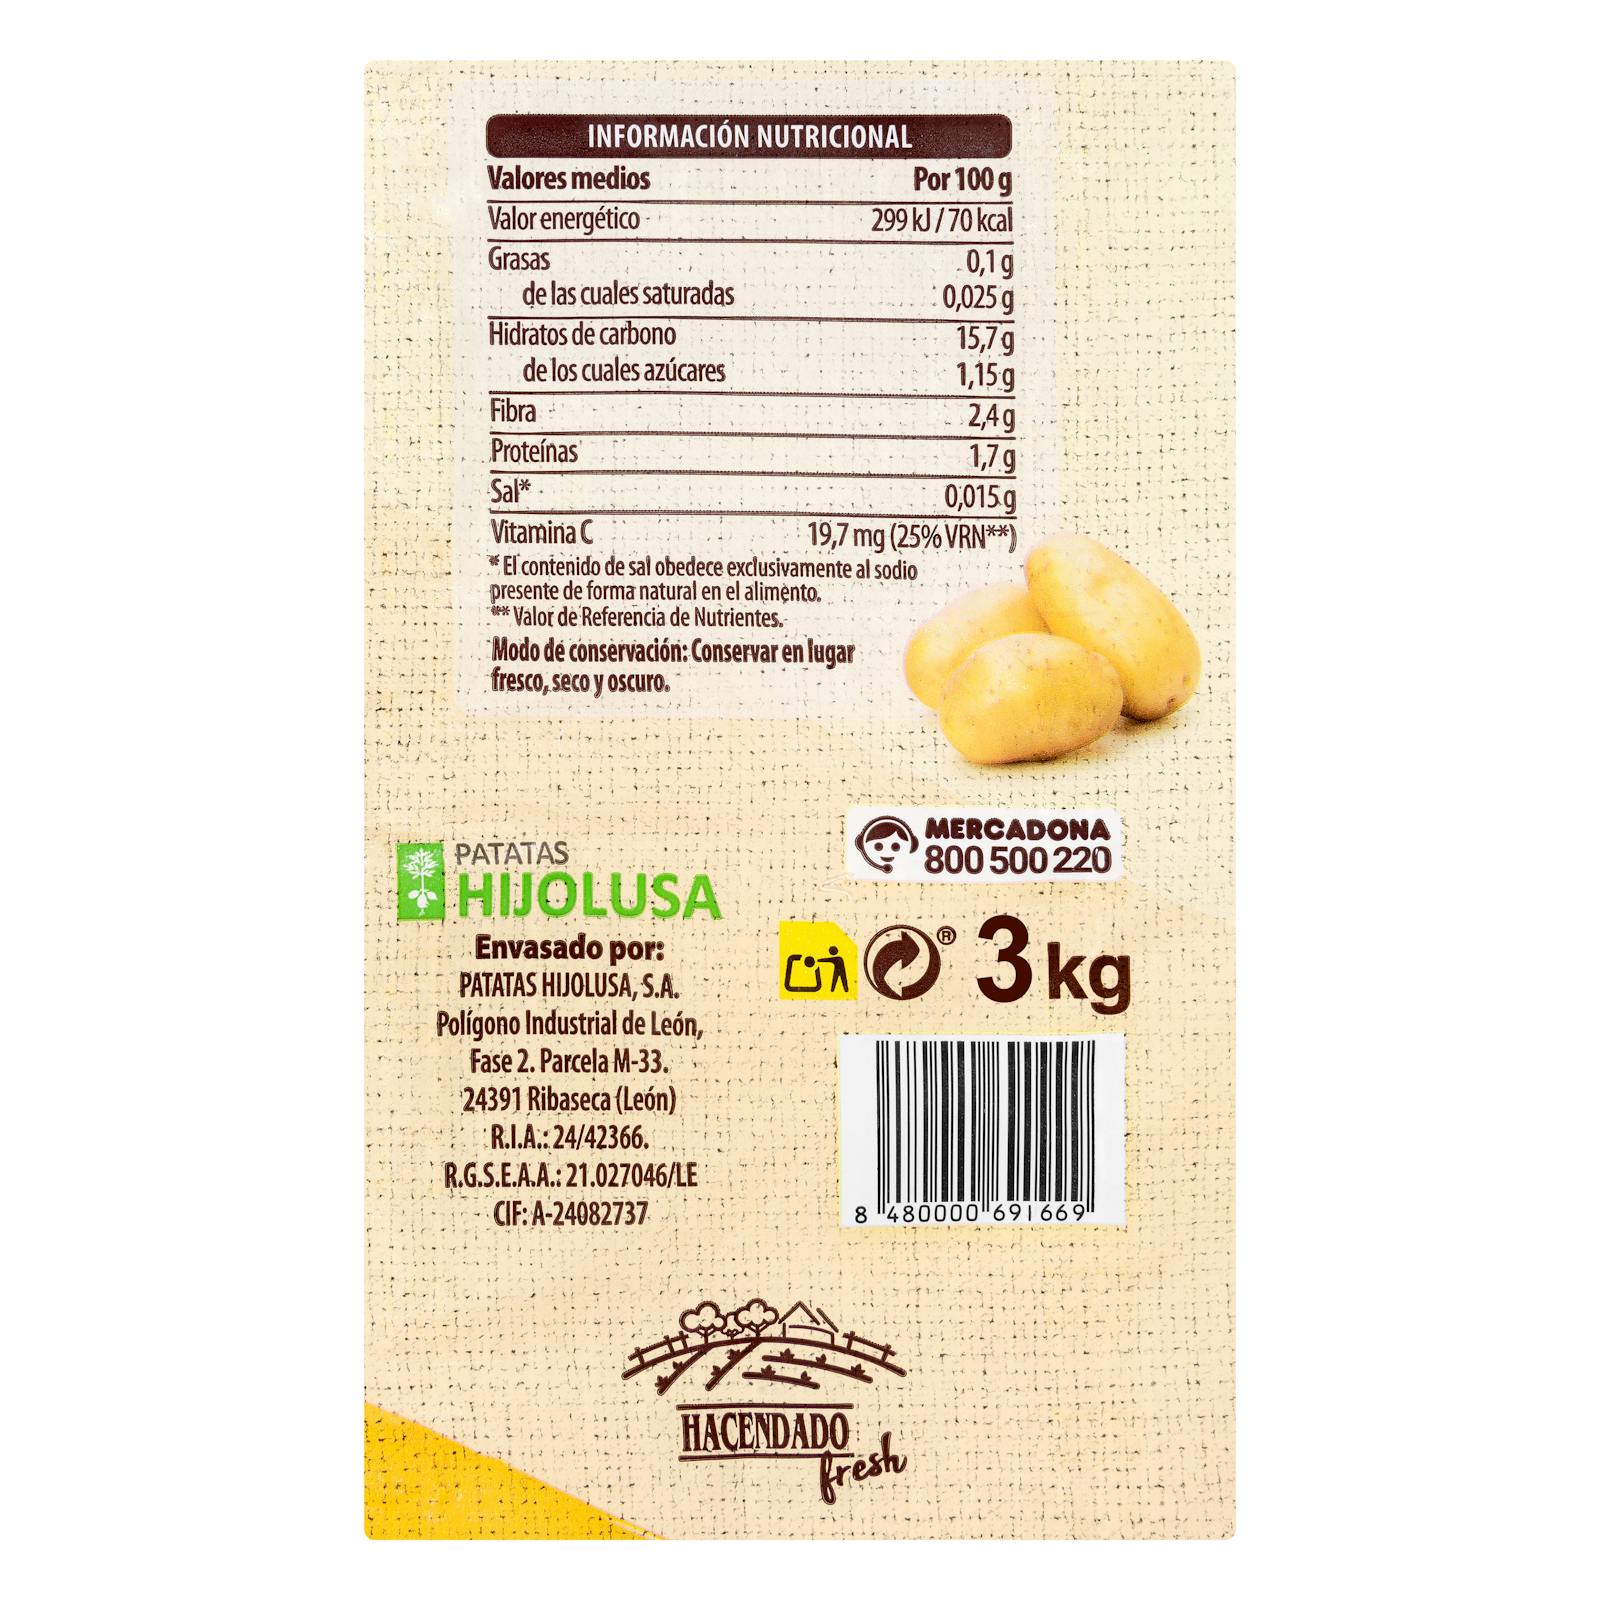 INFORMACIÓN NUTRICIONAL
Valores medios Por 100 g
Valor energético 299 kJ / 70 kcal
Grasas 0,1 g
de las cuales saturadas 0,025 g
Hidratos de carbono 15,7 g
de los cuales azúcares 1,15 g
Fibra 2,4 g
Proteínas 1,7 g
Sal* 0,015 g
Vitamina C 19,7 mg (25% VRN**)
* El contenido de sal obedece exclusivamente al sodio
presente de forma natural en el alimento.
** Valor de Referencia de Nutrientes.
Modo de conservación: Conservar en lugar
fresco, seco y oscuro.
MERCADONA
800 500 220
PATATAS
HIJOLUSA
Envasado por:
PATATAS HIJOLUSA, S.A.
Polígono Industrial de León,
Fase 2. Parcela M-33.
24391 Ribaseca (León)
R.I.A.: 24/42366.
R.G.S.E.A.A.: 21.027046/LE
CIF: A-24082737
® 3 kg
8 480000 691669
HACENDADO
fresh